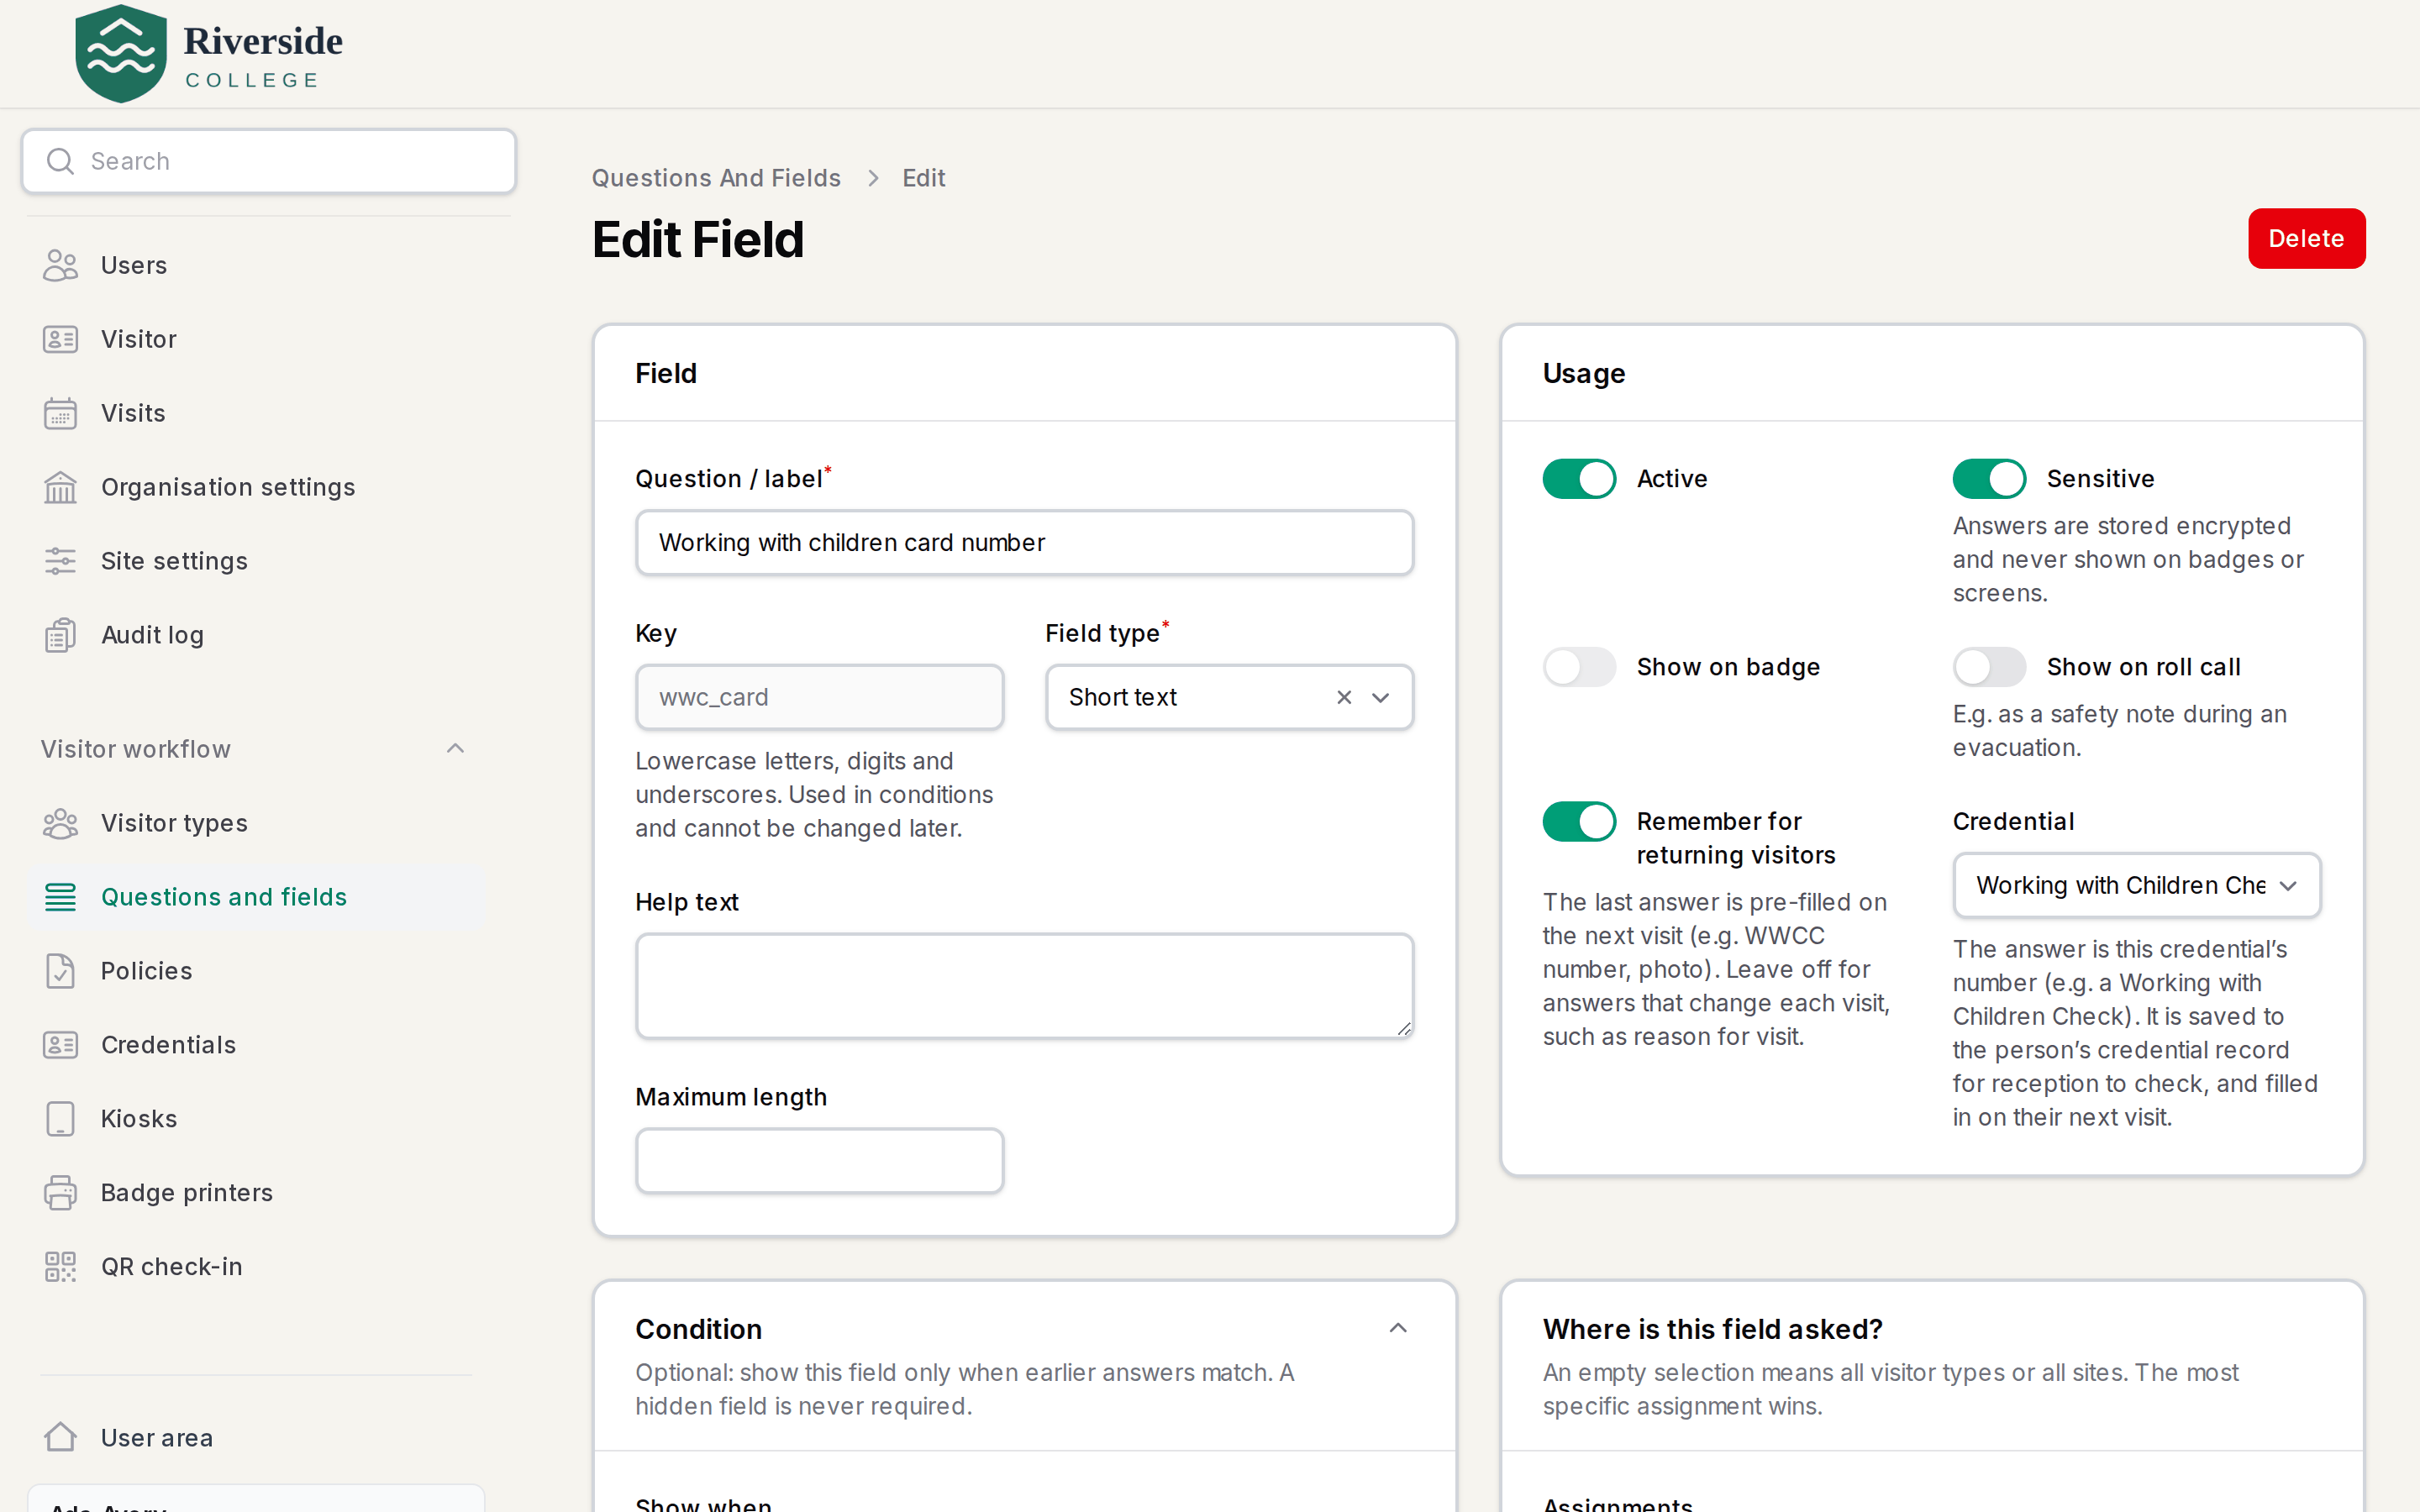 Riverside
COLLEGE
Search
Users
Visitor
Visits
Organisation settings
Site settings
Audit log
Visitor workflow
Visitor types
Questions and fields
Policies
Credentials
Kiosks
Badge printers
QR check-in
User area
Questions And Fields > Edit
Edit Field
Delete
Field
Question / label*
Working with children card number
Key
wwc_card
Lowercase letters, digits and
underscores. Used in conditions
and cannot be changed later.
Field type*
Short text
Help text
Maximum length
Usage
Active
Sensitive
Answers are stored encrypted
and never shown on badges or
screens.
Show on badge
Show on roll call
E.g. as a safety note during an
evacuation.
Remember for
returning visitors
The last answer is pre-filled on
the next visit (e.g. WWCC
number, photo). Leave off for
answers that change each visit,
such as reason for visit.
Credential
Working with Children Che
The answer is this credential’s
number (e.g. a Working with
Children Check). It is saved to
the person’s credential record
for reception to check, and filled
in on their next visit.
Condition
Optional: show this field only when earlier answers match. A
hidden field is never required.
Show when
Where is this field asked?
An empty selection means all visitor types or all sites. The most
specific assignment wins.
Assignments